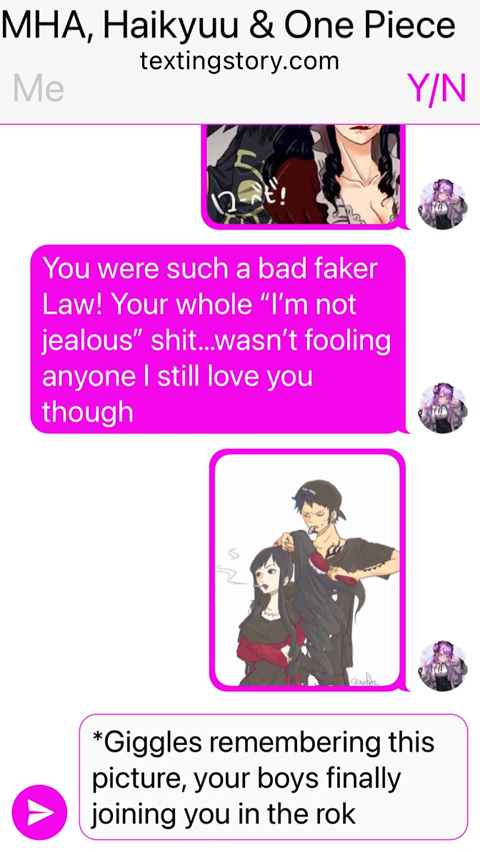 MHA, Haikyuu & One Piece
textingstory.com
Me
Y/N
You were such a bad faker
Law! Your whole “I’m not
jealous” shit...wasn’t fooling
anyone I still love you
though
*Giggles remembering this
picture, your boys finally
joining you in the rok